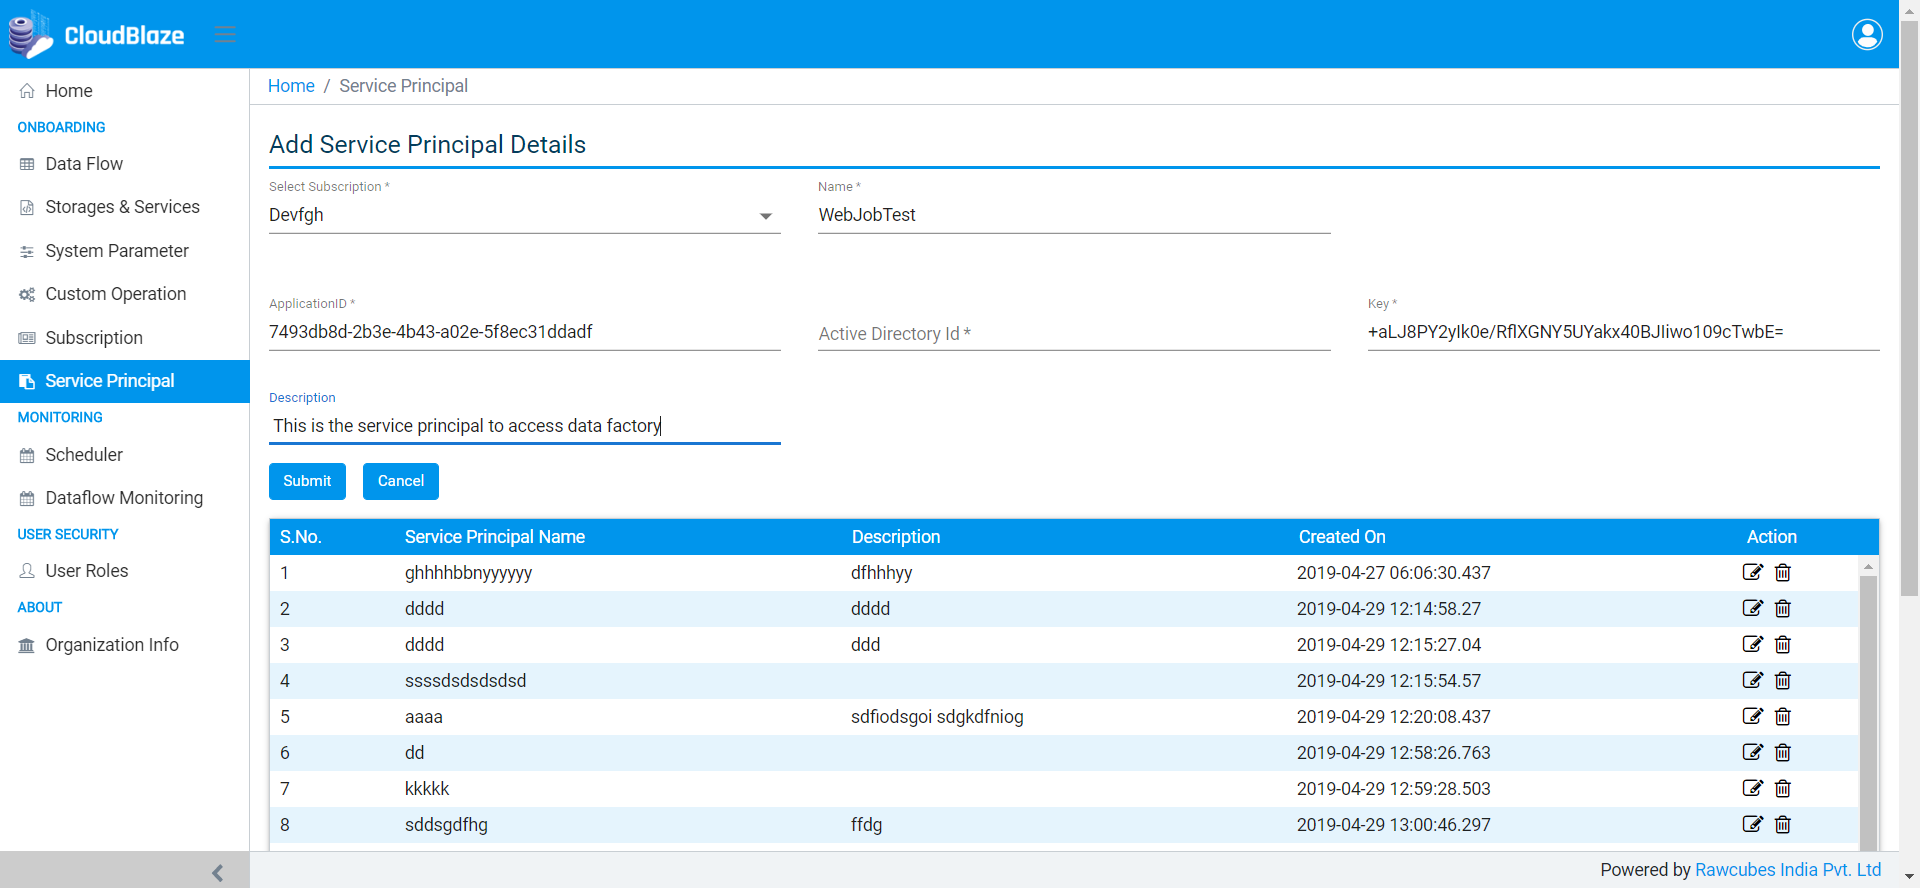 CloudBlaze
Home
ONBOARDING
Data Flow
Storages & Services
System Parameter
Custom Operation
Subscription
Service Principal
MONITORING
Scheduler
Dataflow Monitoring
USER SECURITY
User Roles
ABOUT
Organization Info
Home / Service Principal
Add Service Principal Details
Select Subscription * Name *
Devfgh WebJobTest
ApplicationID * Key *
7493db8d-2b3e-4b43-a02e-5f8ec31ddadf Active Directory Id * +aLJ8PY2yIk0e/RflXGNY5UYakx40BJIiwo109cTwbE=
Description
This is the service principal to access data factory
Submit Cancel
S.No. Service Principal Name Description Created On Action
1 ghhhhbbnyyyyyy dfhhhyy 2019-04-27 06:06:30.437
2 dddd dddd 2019-04-29 12:14:58.27
3 dddd ddd 2019-04-29 12:15:27.04
4 ssssdsdsdsdsd 2019-04-29 12:15:54.57
5 aaaa sdfiodsgoi sdgkdfniog 2019-04-29 12:20:08.437
6 dd 2019-04-29 12:58:26.763
7 kkkkk 2019-04-29 12:59:28.503
8 sddsgdfhg ffdg 2019-04-29 13:00:46.297
Powered by Rawcubes India Pvt. Ltd